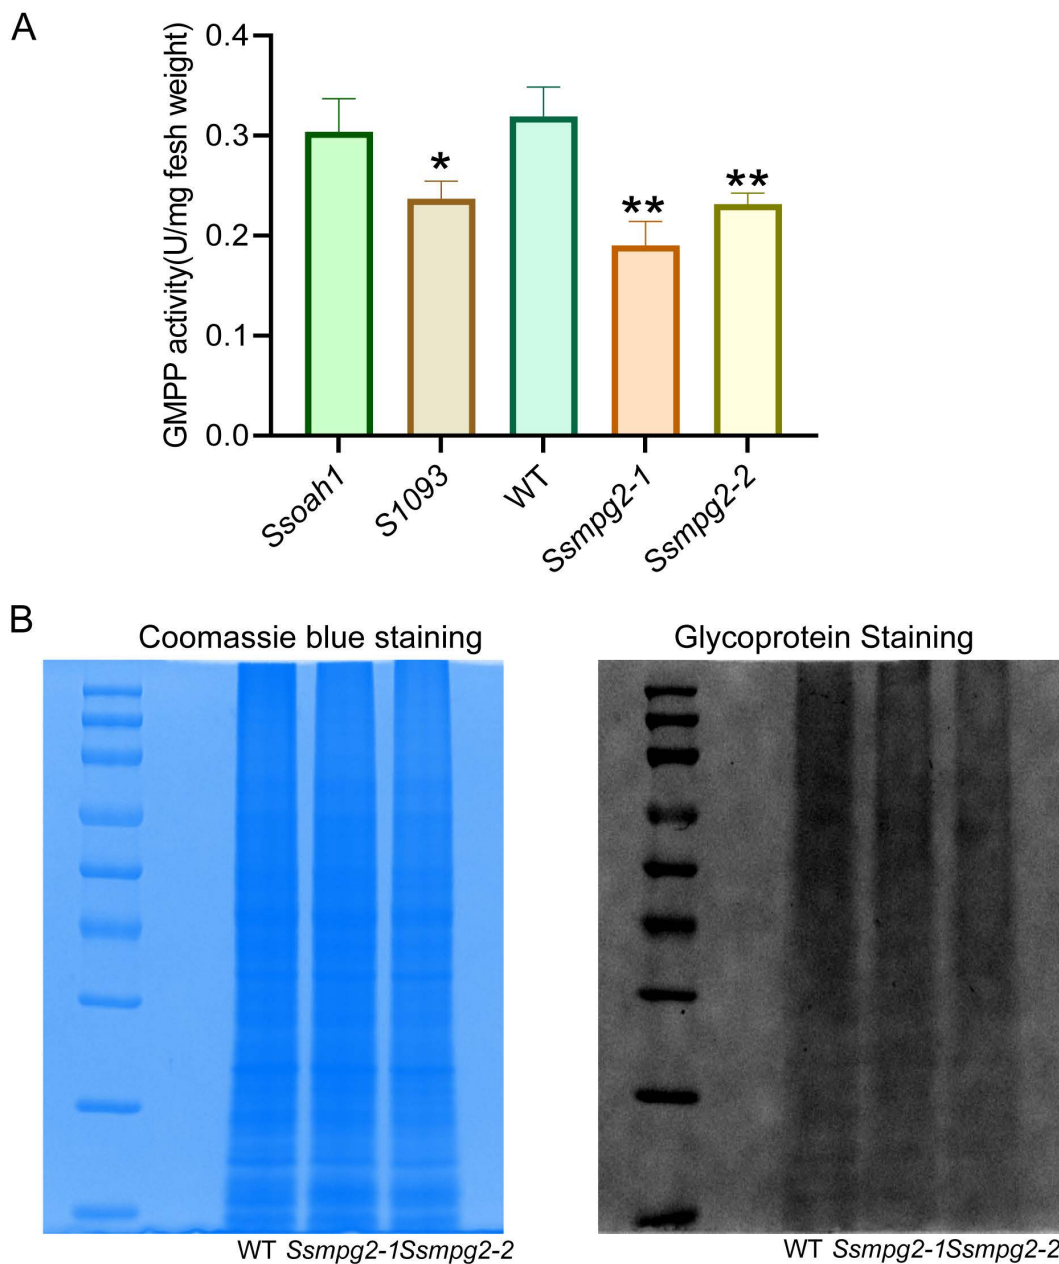 A
GMPP activity(U/mg fesh weight)
0.4
0.3
0.2
0.1
0.0
*
**
**
Ssoah1
S1093
WT
Ssmpg2-1
Ssmpg2-2
B
Coomassie blue staining
Glycoprotein Staining
WT Ssmpg2-1Ssmpg2-2
WT Ssmpg2-1Ssmpg2-2